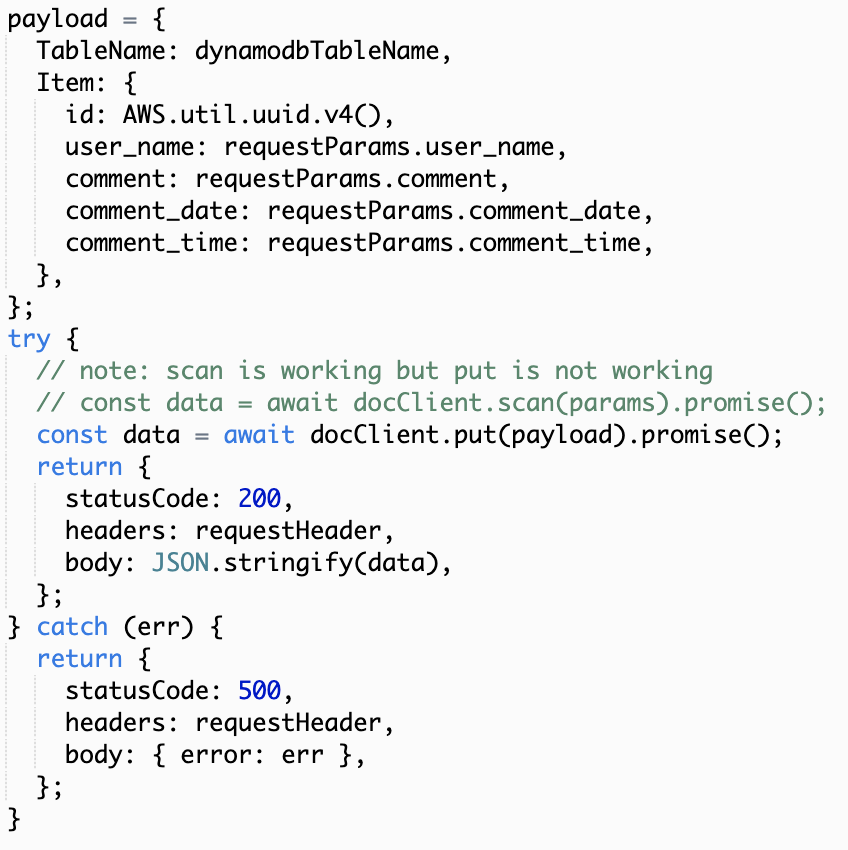 payload = {
  TableName: dynamodbTableName,
  Item: {
    id: AWS.util.uuid.v4(),
    user_name: requestParams.user_name,
    comment: requestParams.comment,
    comment_date: requestParams.comment_date,
    comment_time: requestParams.comment_time,
  },
};
try {
  // note: scan is working but put is not working
  // const data = await docClient.scan(params).promise();
  const data = await docClient.put(payload).promise();
  return {
    statusCode: 200,
    headers: requestHeader,
    body: JSON.stringify(data),
  };
} catch (err) {
  return {
    statusCode: 500,
    headers: requestHeader,
    body: { error: err },
  };
}